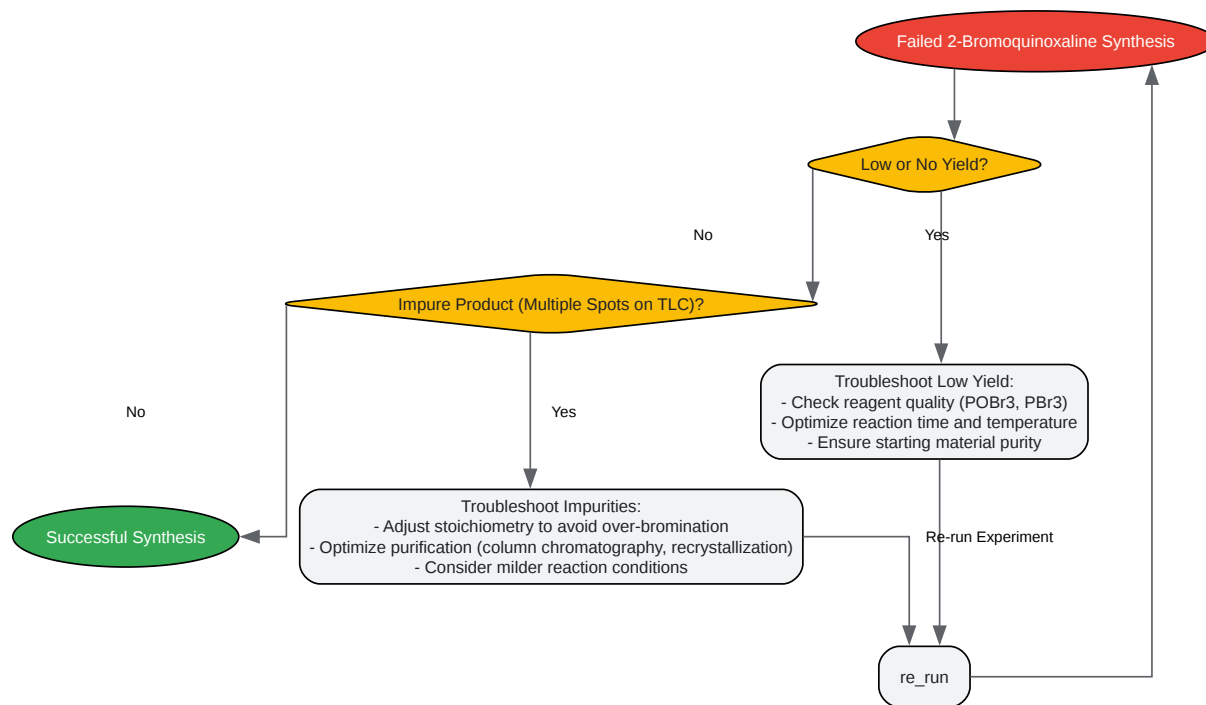 Failed 2-Bromoquinoxaline Synthesis
Low or No Yield?
No
Yes
Impure Product (Multiple Spots on TLC)?
Troubleshoot Low Yield:
- Check reagent quality (POBr3, PBr3)
- Optimize reaction time and temperature
- Ensure starting material purity
No
Yes
Troubleshoot Impurities:
- Adjust stoichiometry to avoid over-bromination
- Optimize purification (column chromatography, recrystallization)
- Consider milder reaction conditions
Successful Synthesis
Re-run Experiment
re_run